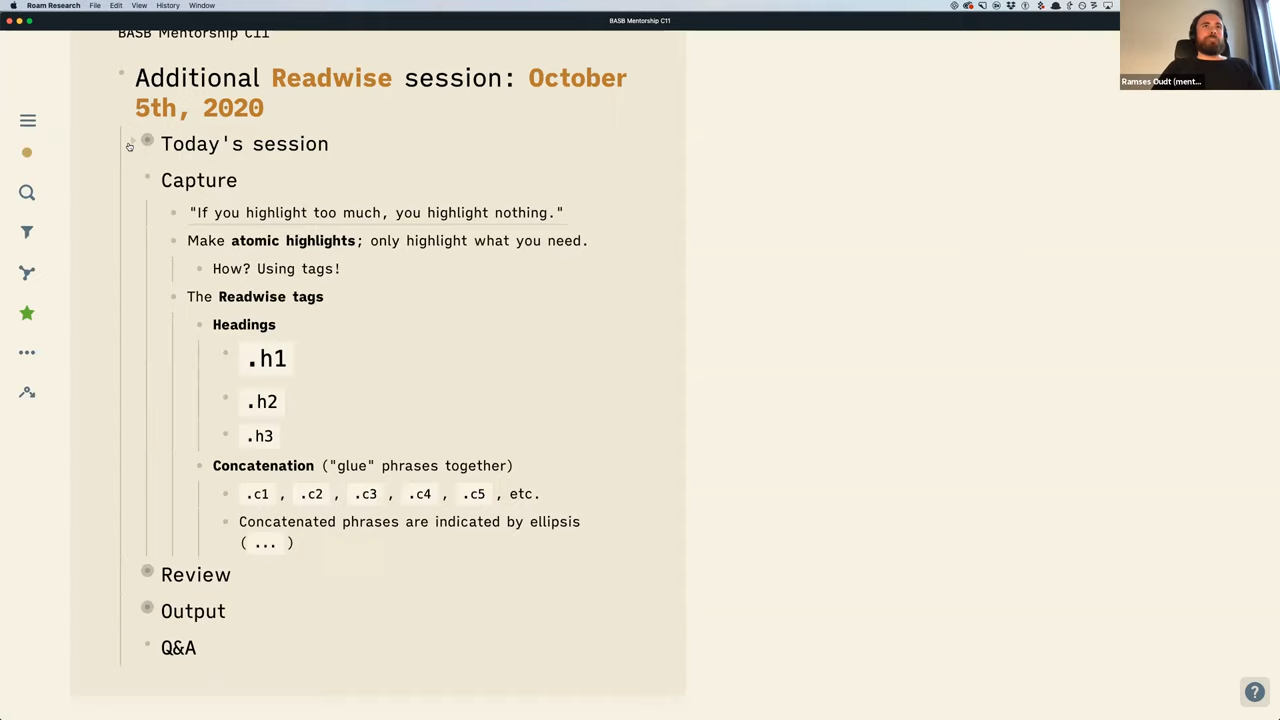 Roam Research File Edit View History Window
BASB Mentorship C11
BASB Mentorship C11
Additional Readwise session: October
5th, 2020
Today's session
Capture
"If you highlight too much, you highlight nothing."
Make atomic highlights; only highlight what you need.
How? Using tags!
The Readwise tags
Headings
.h1
.h2
.h3
Concatenation ("glue" phrases together)
.c1 , .c2 , .c3 , .c4 , .c5 , etc.
Concatenated phrases are indicated by ellipsis
( ... )
Review
Output
Q&A
Ramses Oudt (ment...
?